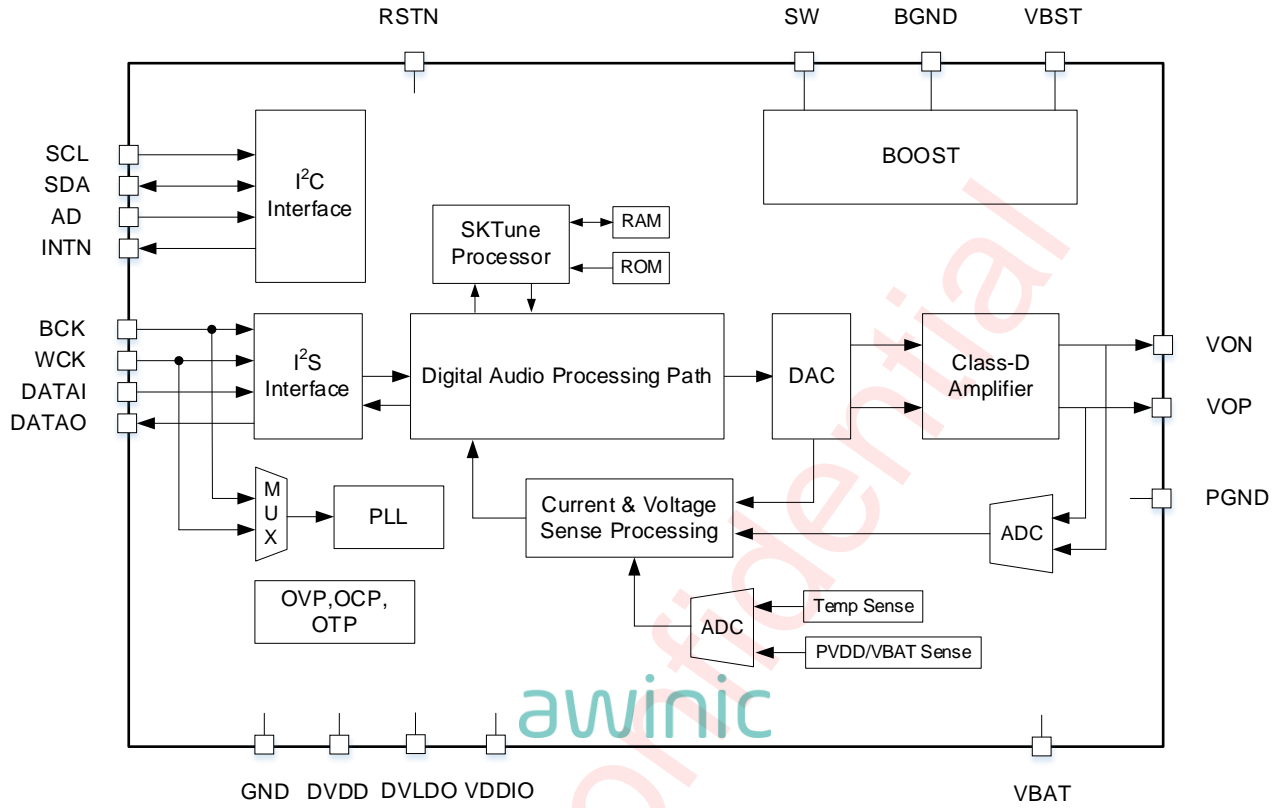 RSTN
SW
BGND
VBST
SCL
SDA
AD
INTN
I²C
Interface
BOOST
SKTune
Processor
RAM
ROM
BCK
WCK
DATAI
DATAO
I²S
Interface
Digital Audio Processing Path
DAC
Class-D
Amplifier
VON
VOP
PGND
M
U
X
PLL
Current & Voltage
Sense Processing
ADC
OVP,OCP,
OTP
ADC
Temp Sense
PVDD/VBAT Sense
awinic
onfidential
GND
DVDD
DVLDO
VDDIO
VBAT